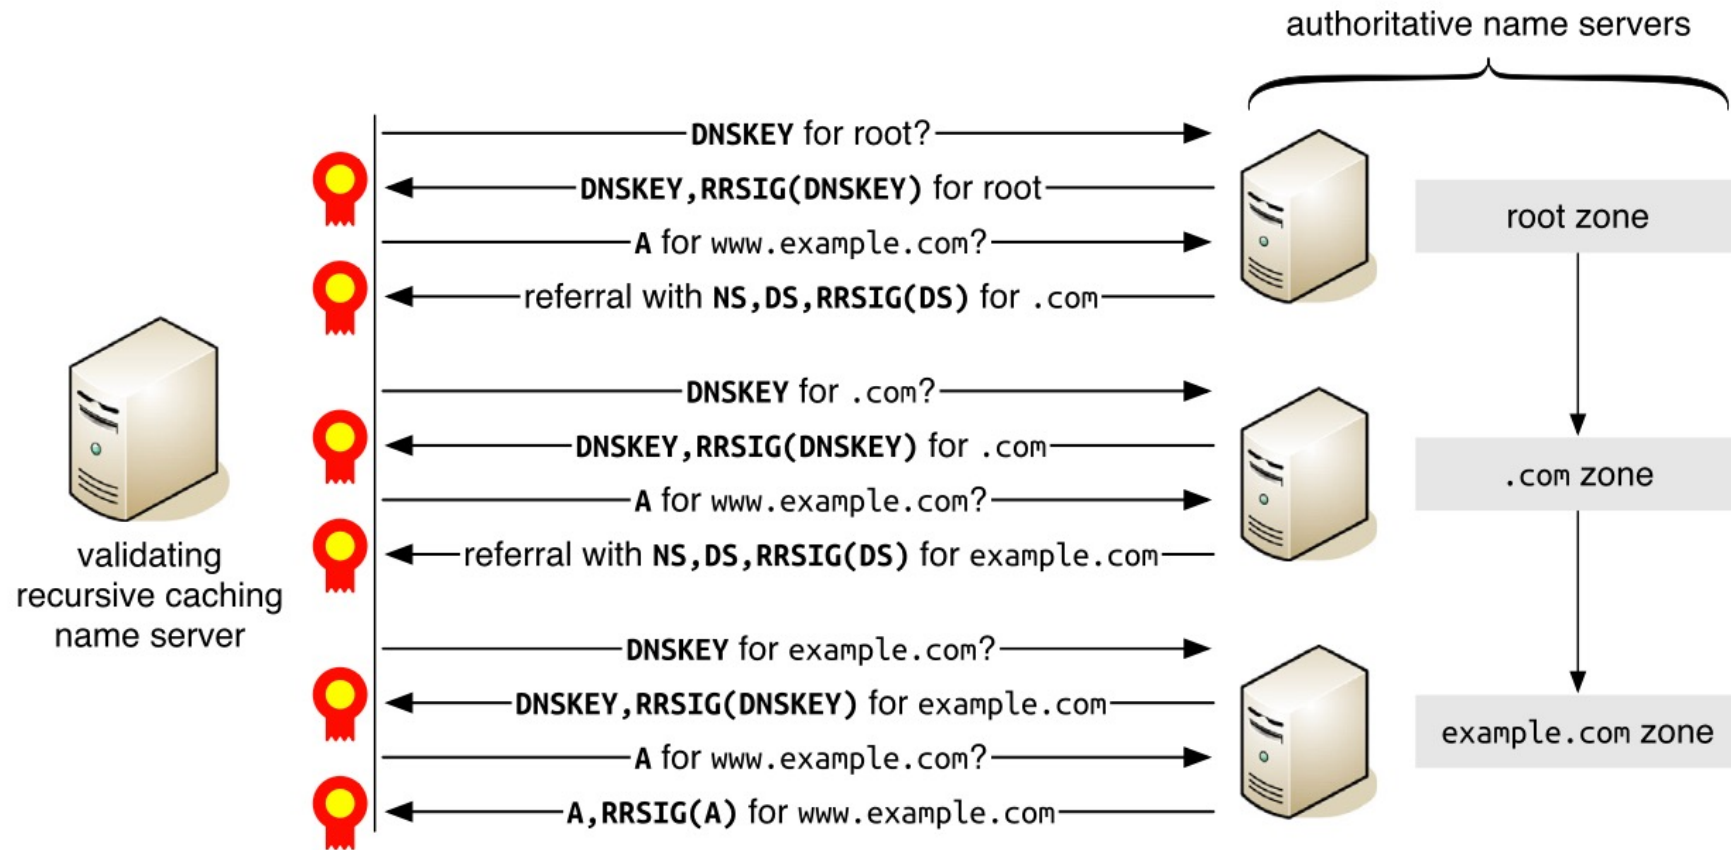 authoritative name servers
DNSKEY for root?
DNSKEY,RRSIG(DNSKEY) for root
A for www.example.com?
referral with NS,DS,RRSIG(DS) for .com
root zone
DNSKEY for .com?
DNSKEY,RRSIG(DNSKEY) for .com
A for www.example.com?
referral with NS,DS,RRSIG(DS) for example.com
.com zone
validating
recursive caching
name server
DNSKEY for example.com?
DNSKEY,RRSIG(DNSKEY) for example.com
A for www.example.com?
A,RRSIG(A) for www.example.com
example.com zone